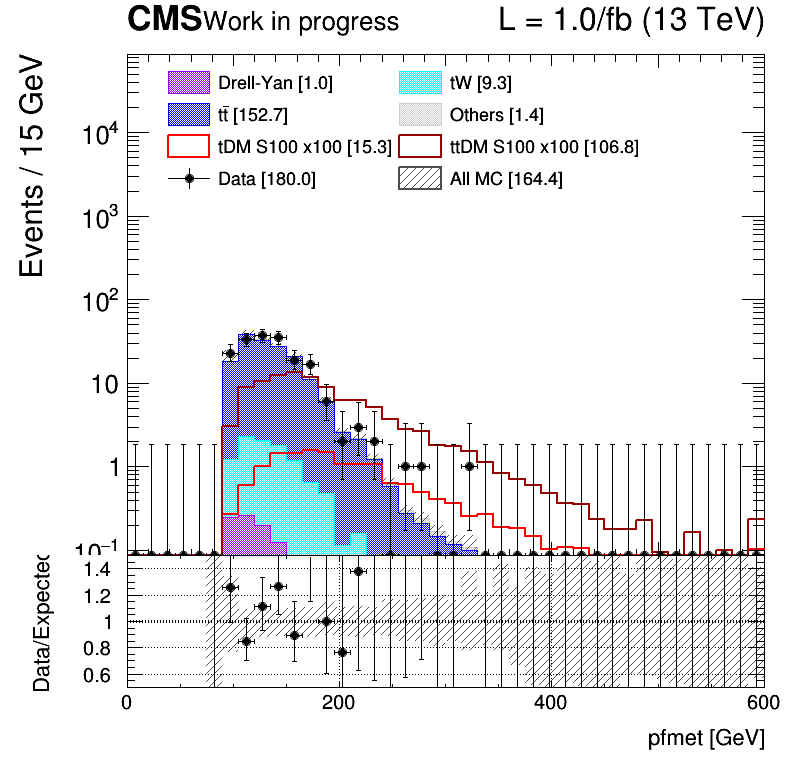 CMS Work in progress L = 1.0/fb (13 TeV)
Events / 15 GeV
Drell-Yan [1.0] tW [9.3]
tt̄ [152.7] Others [1.4]
tDM S100 x100 [15.3] ttDM S100 x100 [106.8]
Data [180.0] All MC [164.4]
10⁴
10³
10²
10
1
10⁻¹
Data/Expected
1.4
1.2
1
0.8
0.6
0 200 400 600
pfmet [GeV]